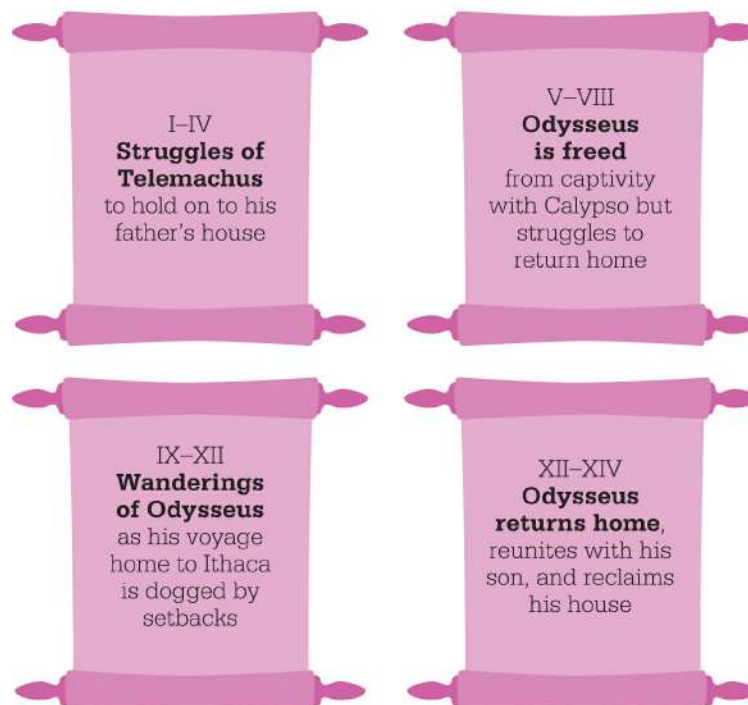 I–IV
Struggles of
Telemachus
to hold on to his
father's house
V–VIII
Odysseus
is freed
from captivity
with Calypso but
struggles to
return home
IX–XII
Wanderings
of Odysseus
as his voyage
home to Ithaca
is dogged by
setbacks
XII–XIV
Odysseus
returns home,
reunites with his
son, and reclaims
his house